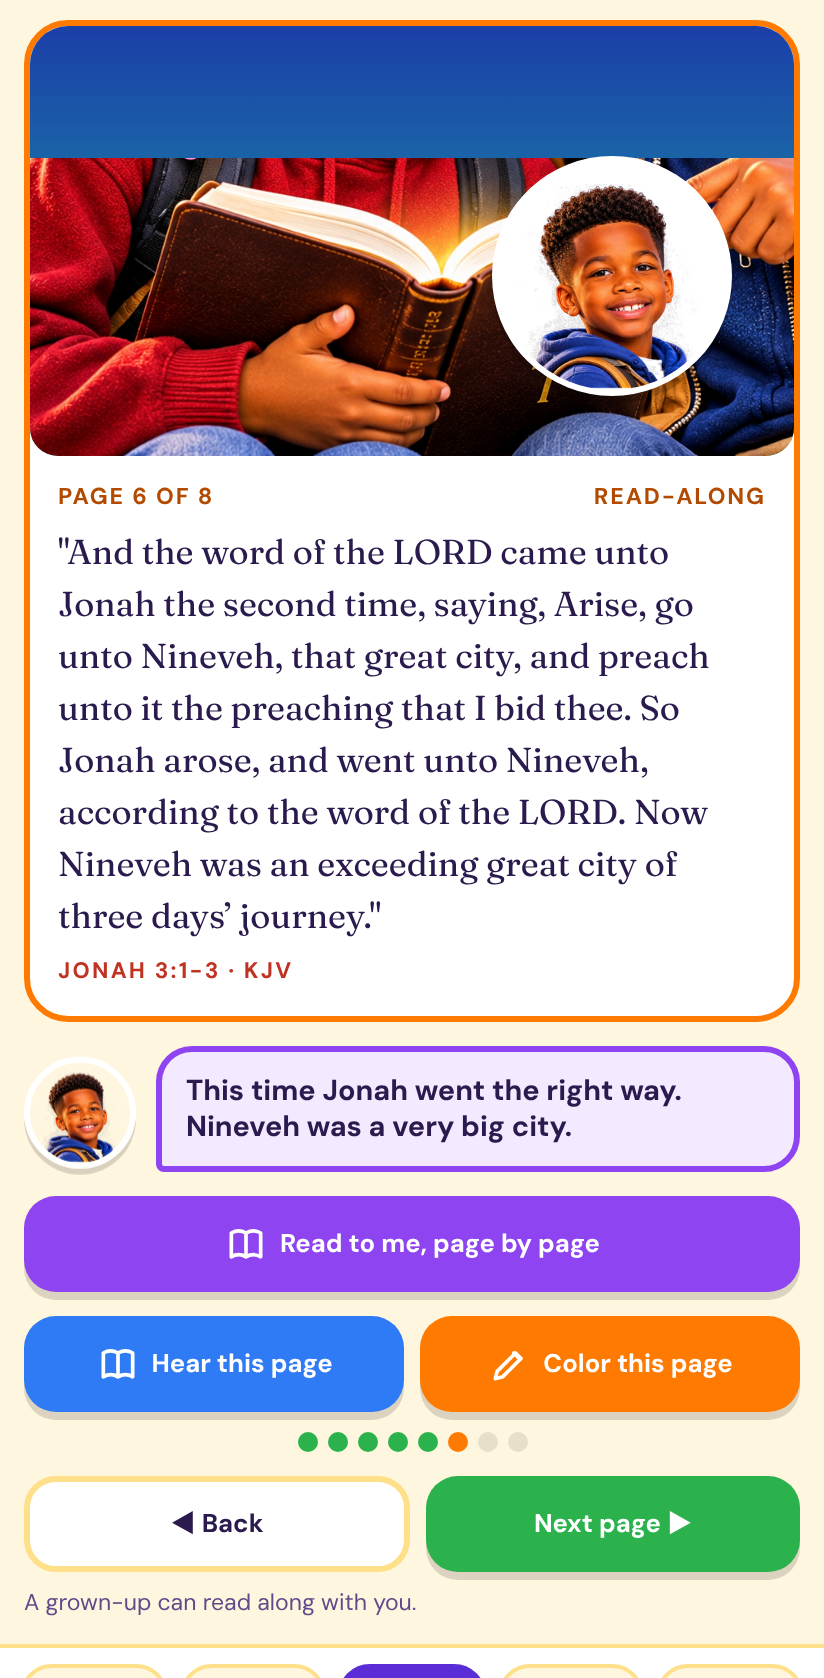 PAGE 6 OF 8
READ-ALONG
"And the word of the LORD came unto
Jonah the second time, saying, Arise, go
unto Nineveh, that great city, and preach
unto it the preaching that I bid thee. So
Jonah arose, and went unto Nineveh,
according to the word of the LORD. Now
Nineveh was an exceeding great city of
three days’ journey."
JONAH 3:1-3 · KJV
This time Jonah went the right way.
Nineveh was a very big city.
Read to me, page by page
Hear this page
Color this page
◀ Back
Next page ▶
A grown-up can read along with you.